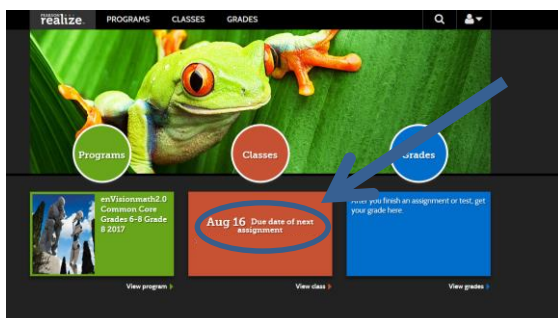 PEARSON
realize.
PROGRAMS
CLASSES
GRADES
Programs
Classes
Grades
enVisionmath2.0
Common Core
Grades 6-8 Grade
8 2017
Aug 16 Due date of next
assignment
After you finish an assignment or test, get
your grade here.
View program
View class
View grades